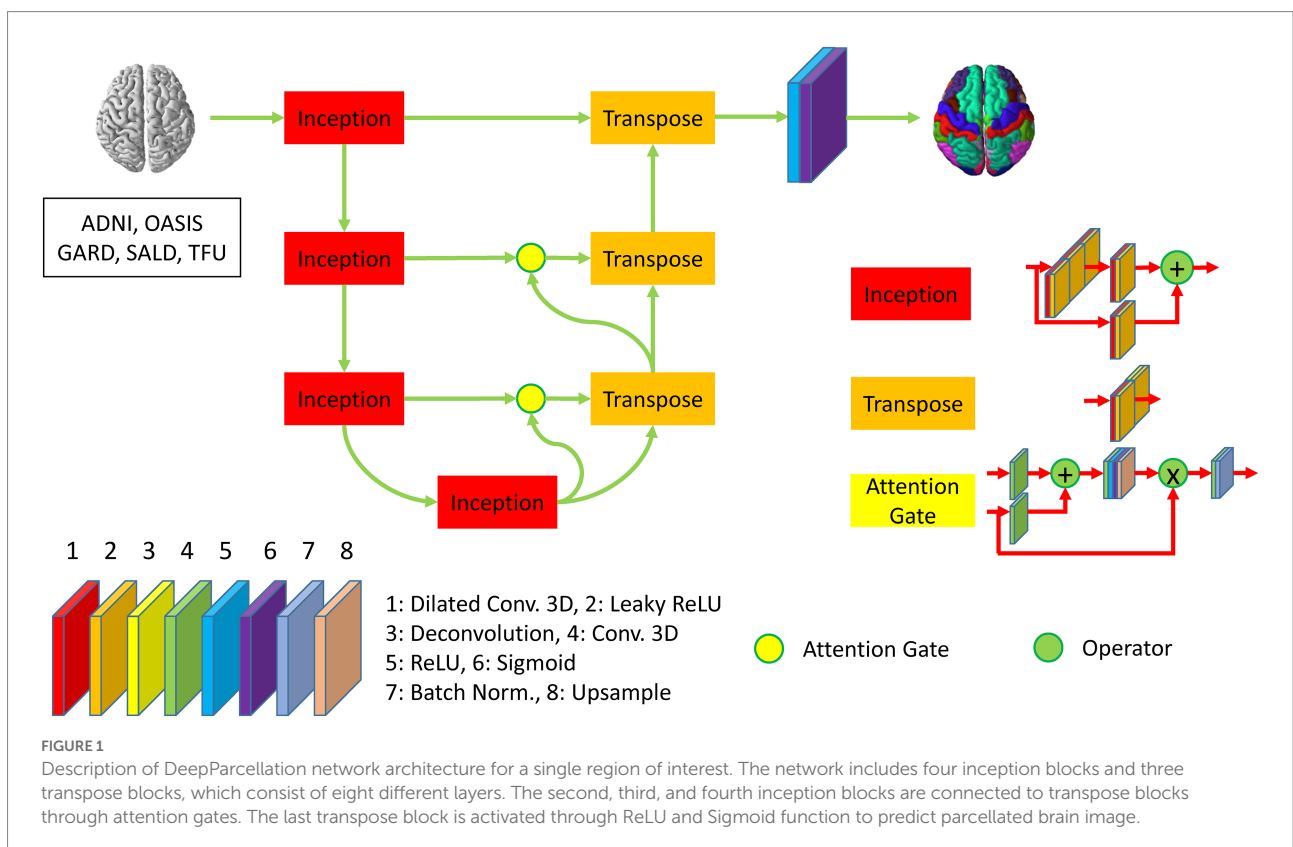 Inception
Transpose
ADNI, OASIS
GARD, SALD, TFU
Inception
Transpose
Inception
Transpose
Inception
Inception
+
Transpose
Attention
Gate
+
X
1 2 3 4 5 6 7 8
1: Dilated Conv. 3D, 2: Leaky ReLU
3: Deconvolution, 4: Conv. 3D
5: ReLU, 6: Sigmoid
7: Batch Norm., 8: Upsample
Attention Gate
Operator
FIGURE 1
Description of DeepParcellation network architecture for a single region of interest. The network includes four inception blocks and three
transpose blocks, which consist of eight different layers. The second, third, and fourth inception blocks are connected to transpose blocks
through attention gates. The last transpose block is activated through ReLU and Sigmoid function to predict parcellated brain image.